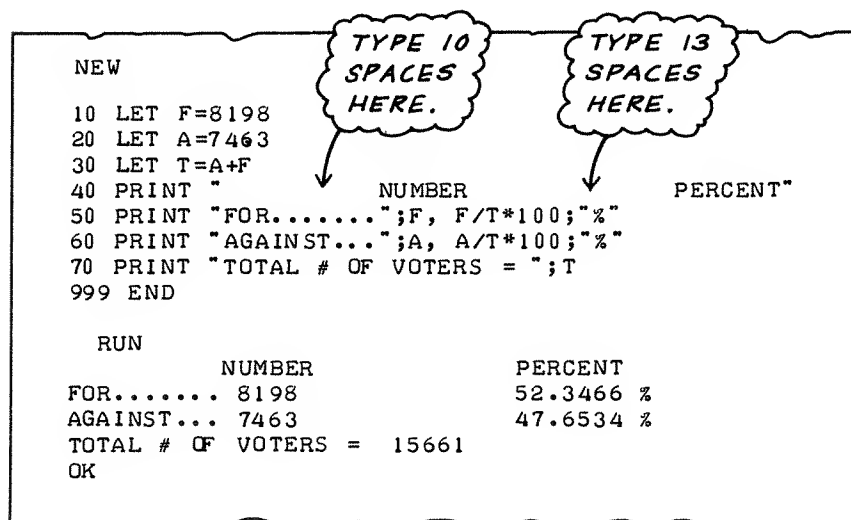 TYPE 10
SPACES
HERE.
TYPE 13
SPACES
HERE.
NEW
10 LET F=8198
20 LET A=7463
30 LET T=A+F
40 PRINT "          NUMBER             PERCENT"
50 PRINT "FOR.......";F, F/T*100;"%"
60 PRINT "AGAINST...";A, A/T*100;"%"
70 PRINT "TOTAL # OF VOTERS = ";T
999 END
RUN
NUMBER PERCENT
FOR....... 8198 52.3466 %
AGAINST... 7463 47.6534 %
TOTAL # OF VOTERS = 15661
OK